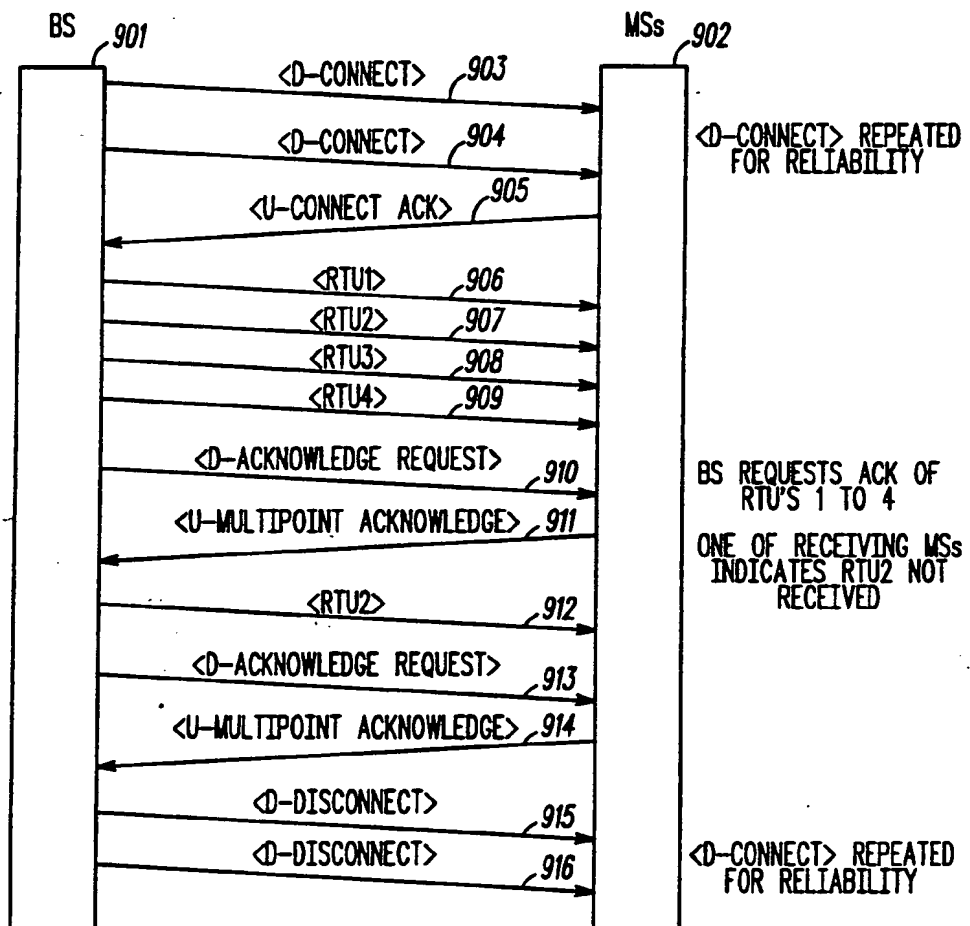 BS
901
MSs
902
<D-CONNECT>
903
<D-CONNECT>
904
<D-CONNECT> REPEATED
FOR RELIABILITY
<U-CONNECT ACK>
905
<RTU1>
906
<RTU2>
907
<RTU3>
908
<RTU4>
909
<D-ACKNOWLEDGE REQUEST>
910
BS REQUESTS ACK OF
RTU'S 1 TO 4
<U-MULTIPOINT ACKNOWLEDGE>
911
ONE OF RECEIVING MSs
INDICATES RTU2 NOT
RECEIVED
<RTU2>
912
<D-ACKNOWLEDGE REQUEST>
913
<U-MULTIPOINT ACKNOWLEDGE>
914
<D-DISCONNECT>
915
<D-DISCONNECT>
916
<D-CONNECT> REPEATED
FOR RELIABILITY